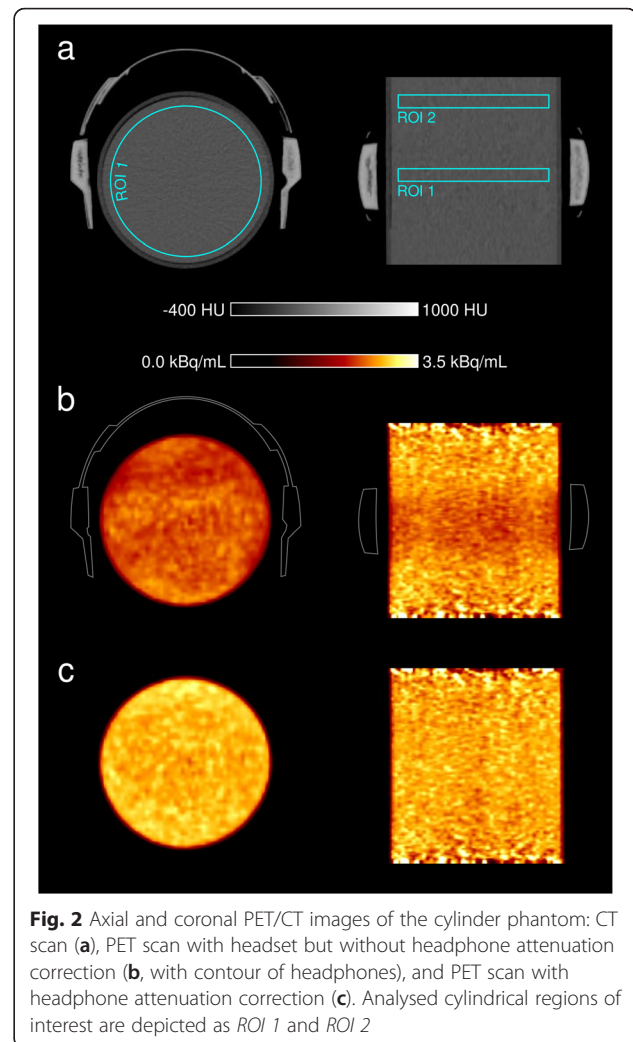 a
ROI 1
ROI 2
ROI 1
-400 HU 1000 HU
0.0 kBq/mL 3.5 kBq/mL
b
c
Fig. 2 Axial and coronal PET/CT images of the cylinder phantom: CT
scan (a), PET scan with headset but without headphone attenuation
correction (b, with contour of headphones), and PET scan with
headphone attenuation correction (c). Analysed cylindrical regions of
interest are depicted as ROI 1 and ROI 2